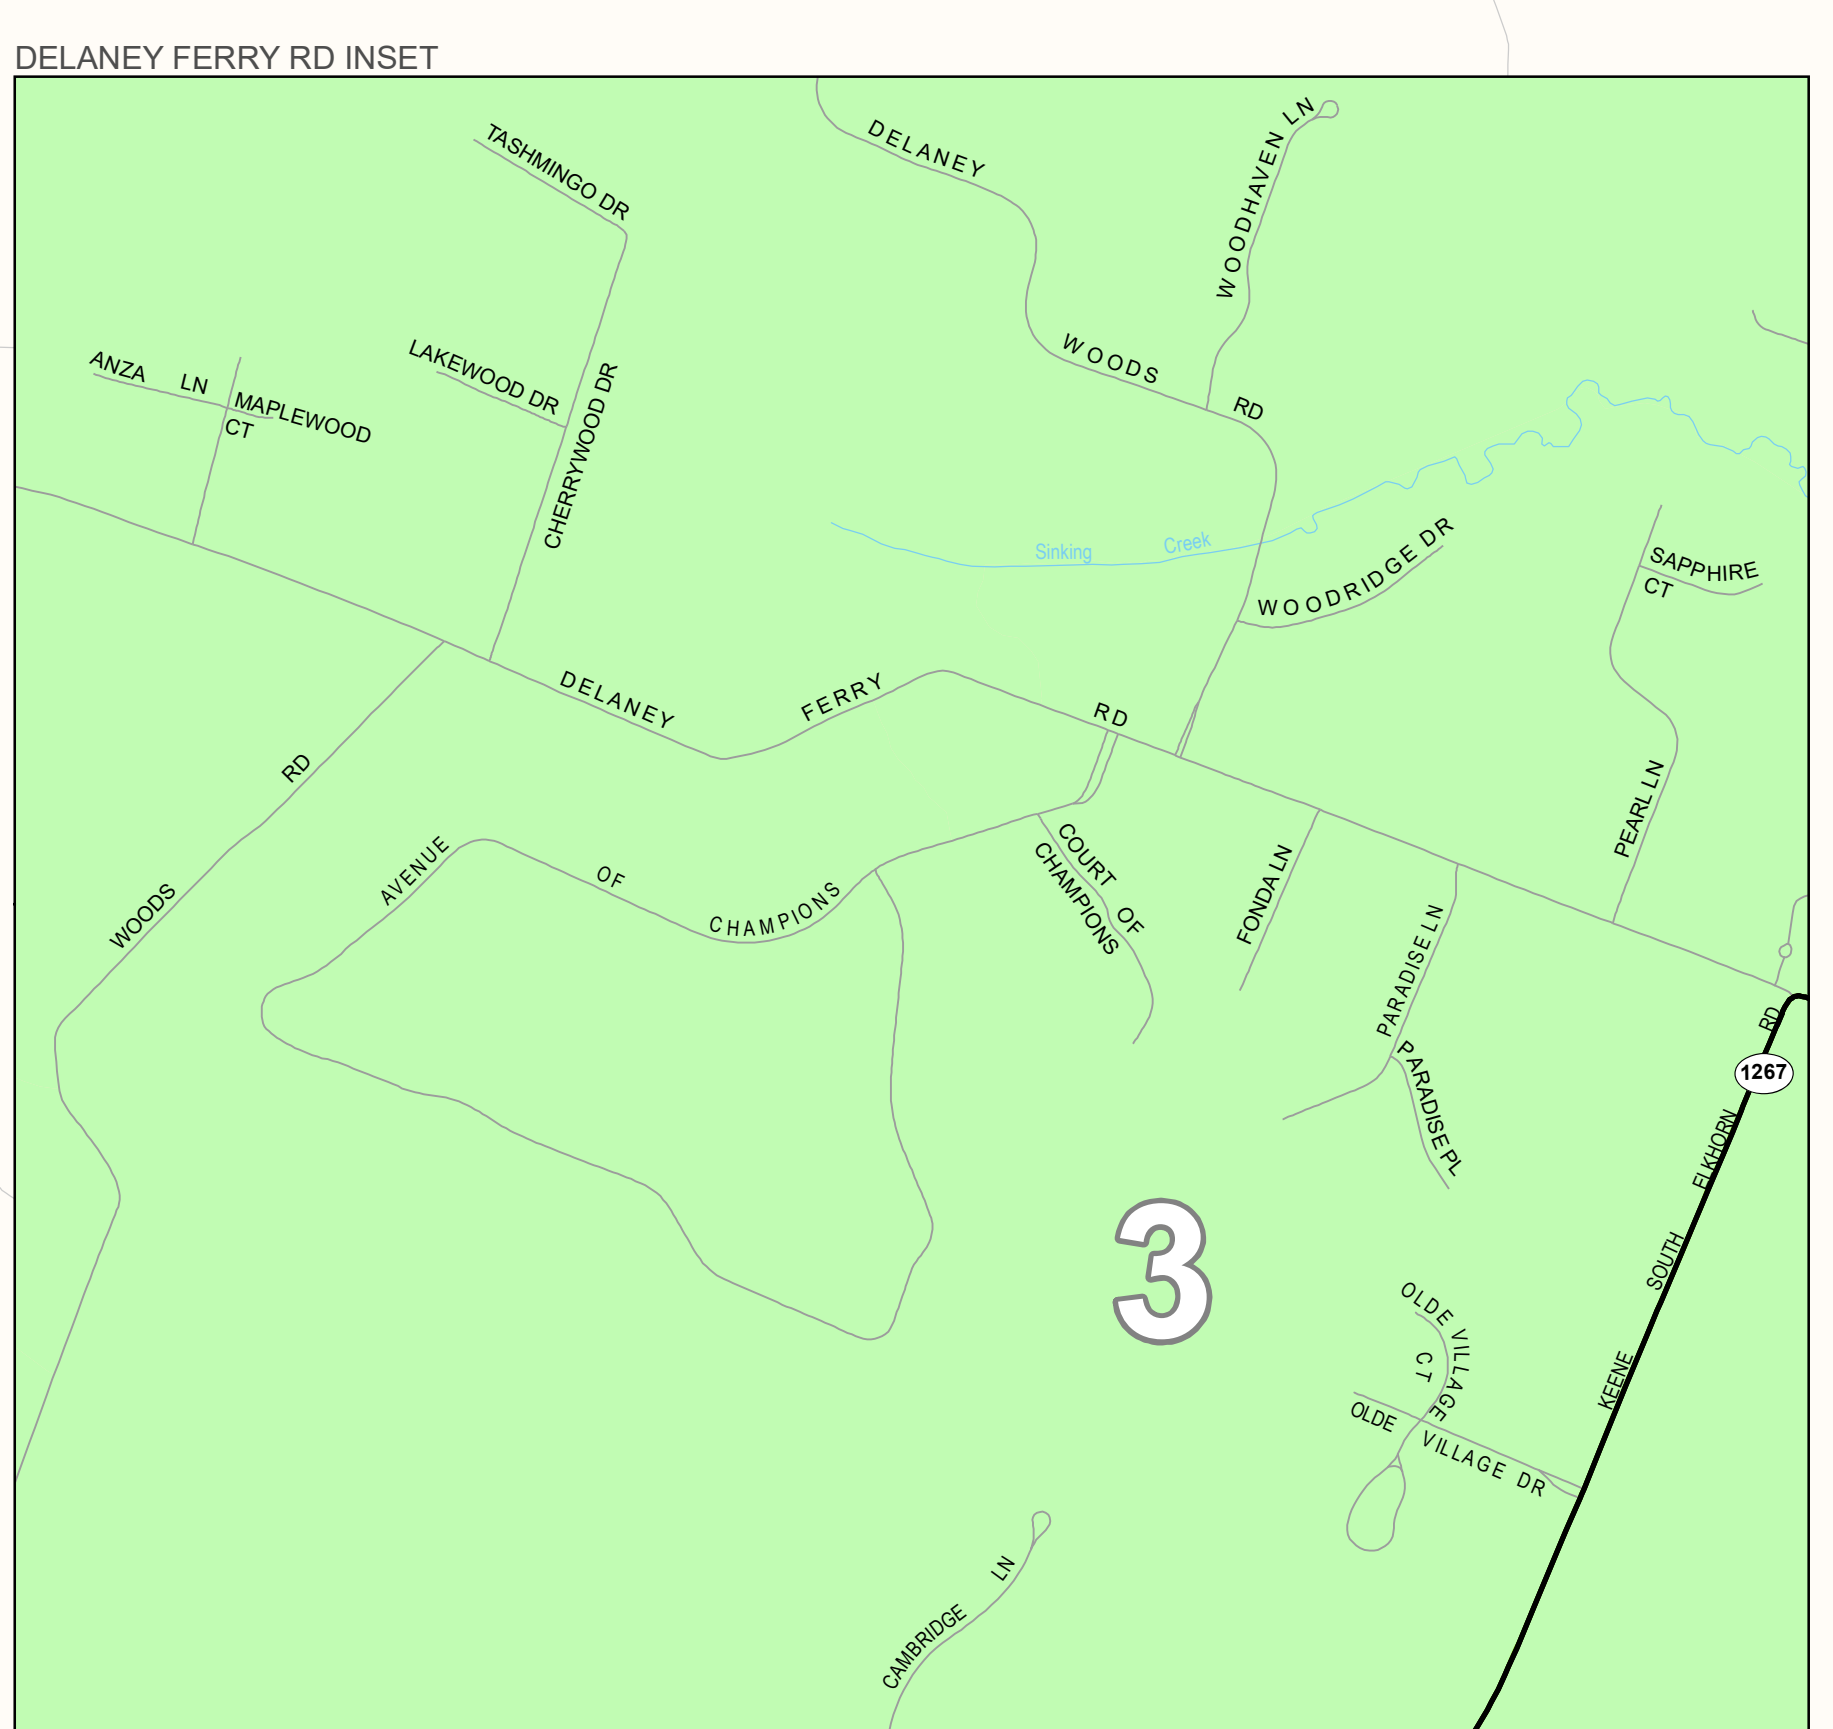 DELANEY FERRY RD INSET
TASHMINGO DR
DELANEY WOODS RD
WOODHAVEN LN
ANZA LN
MAPLEWOOD
CT
LAKEWOOD DR
CHERRYWOOD DR
Sinking Creek
WOODRIDGE DR
SAPPHIRE
CT
DELANEY FERRY RD
WOODS RD
PEARL LN
AVENUE OF CHAMPIONS
COURT OF
CHAMPIONS
FONDA LN
PARADISE LN
PARADISE PL
1267
KEENE SOUTH ELKHORN RD
3
OLDE VILLAGE
CT
OLDE VILLAGE DR
CAMBRIDGE LN